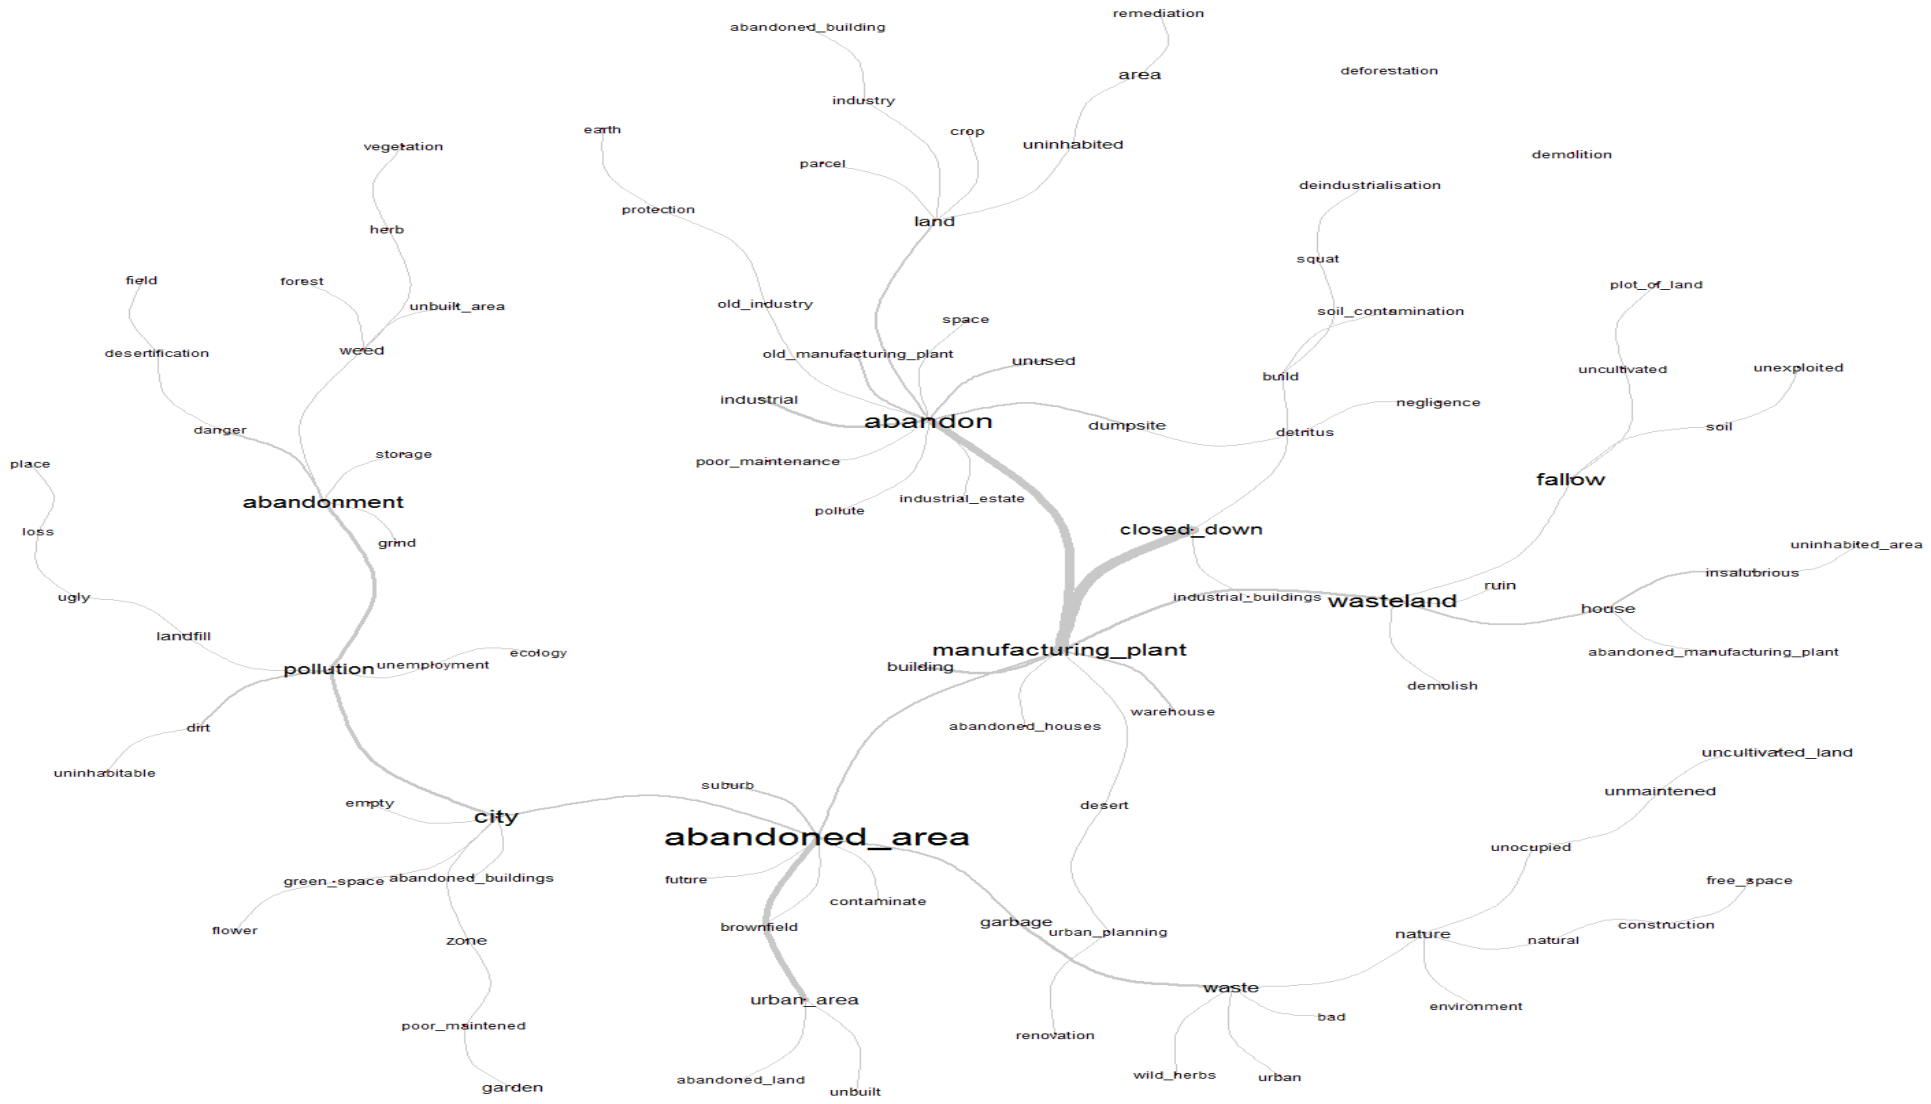 remediation
abandoned_building
deforestation
area
industry
earth
crop
uninhabited
vegetation
demolition
parcel
deindustrialisation
protection
land
herb
squat
field
forest
plot_of_land
old_industry
unbuilt_area
soil_contamination
space
weed
desertification
old_manufacturing_plant
unused
unexploited
uncultivated
build
industrial
negligence
abandon
dumpsite
soil
danger
detritus
storage
poor_maintenance
place
fallow
industrial_estate
abandonment
pollute
closed_down
loss
grind
uninhabited_area
insalubrious
ruin
ugly
industrial_buildings
wasteland
house
landfill
manufacturing_plant
ecology
abandoned_manufacturing_plant
unemployment
building
pollution
demolish
warehouse
abandoned_houses
dirt
uncultivated_land
uninhabitable
suburb
unmaintened
empty
desert
city
abandoned_area
unocupied
abandoned_buildings
future
green_space
free_space
contaminate
garbage
construction
brownfield
flower
urban_planning
nature
zone
natural
waste
urban_area
environment
bad
poor_maintened
renovation
wild_herbs
urban
abandoned_land
garden
unbuilt